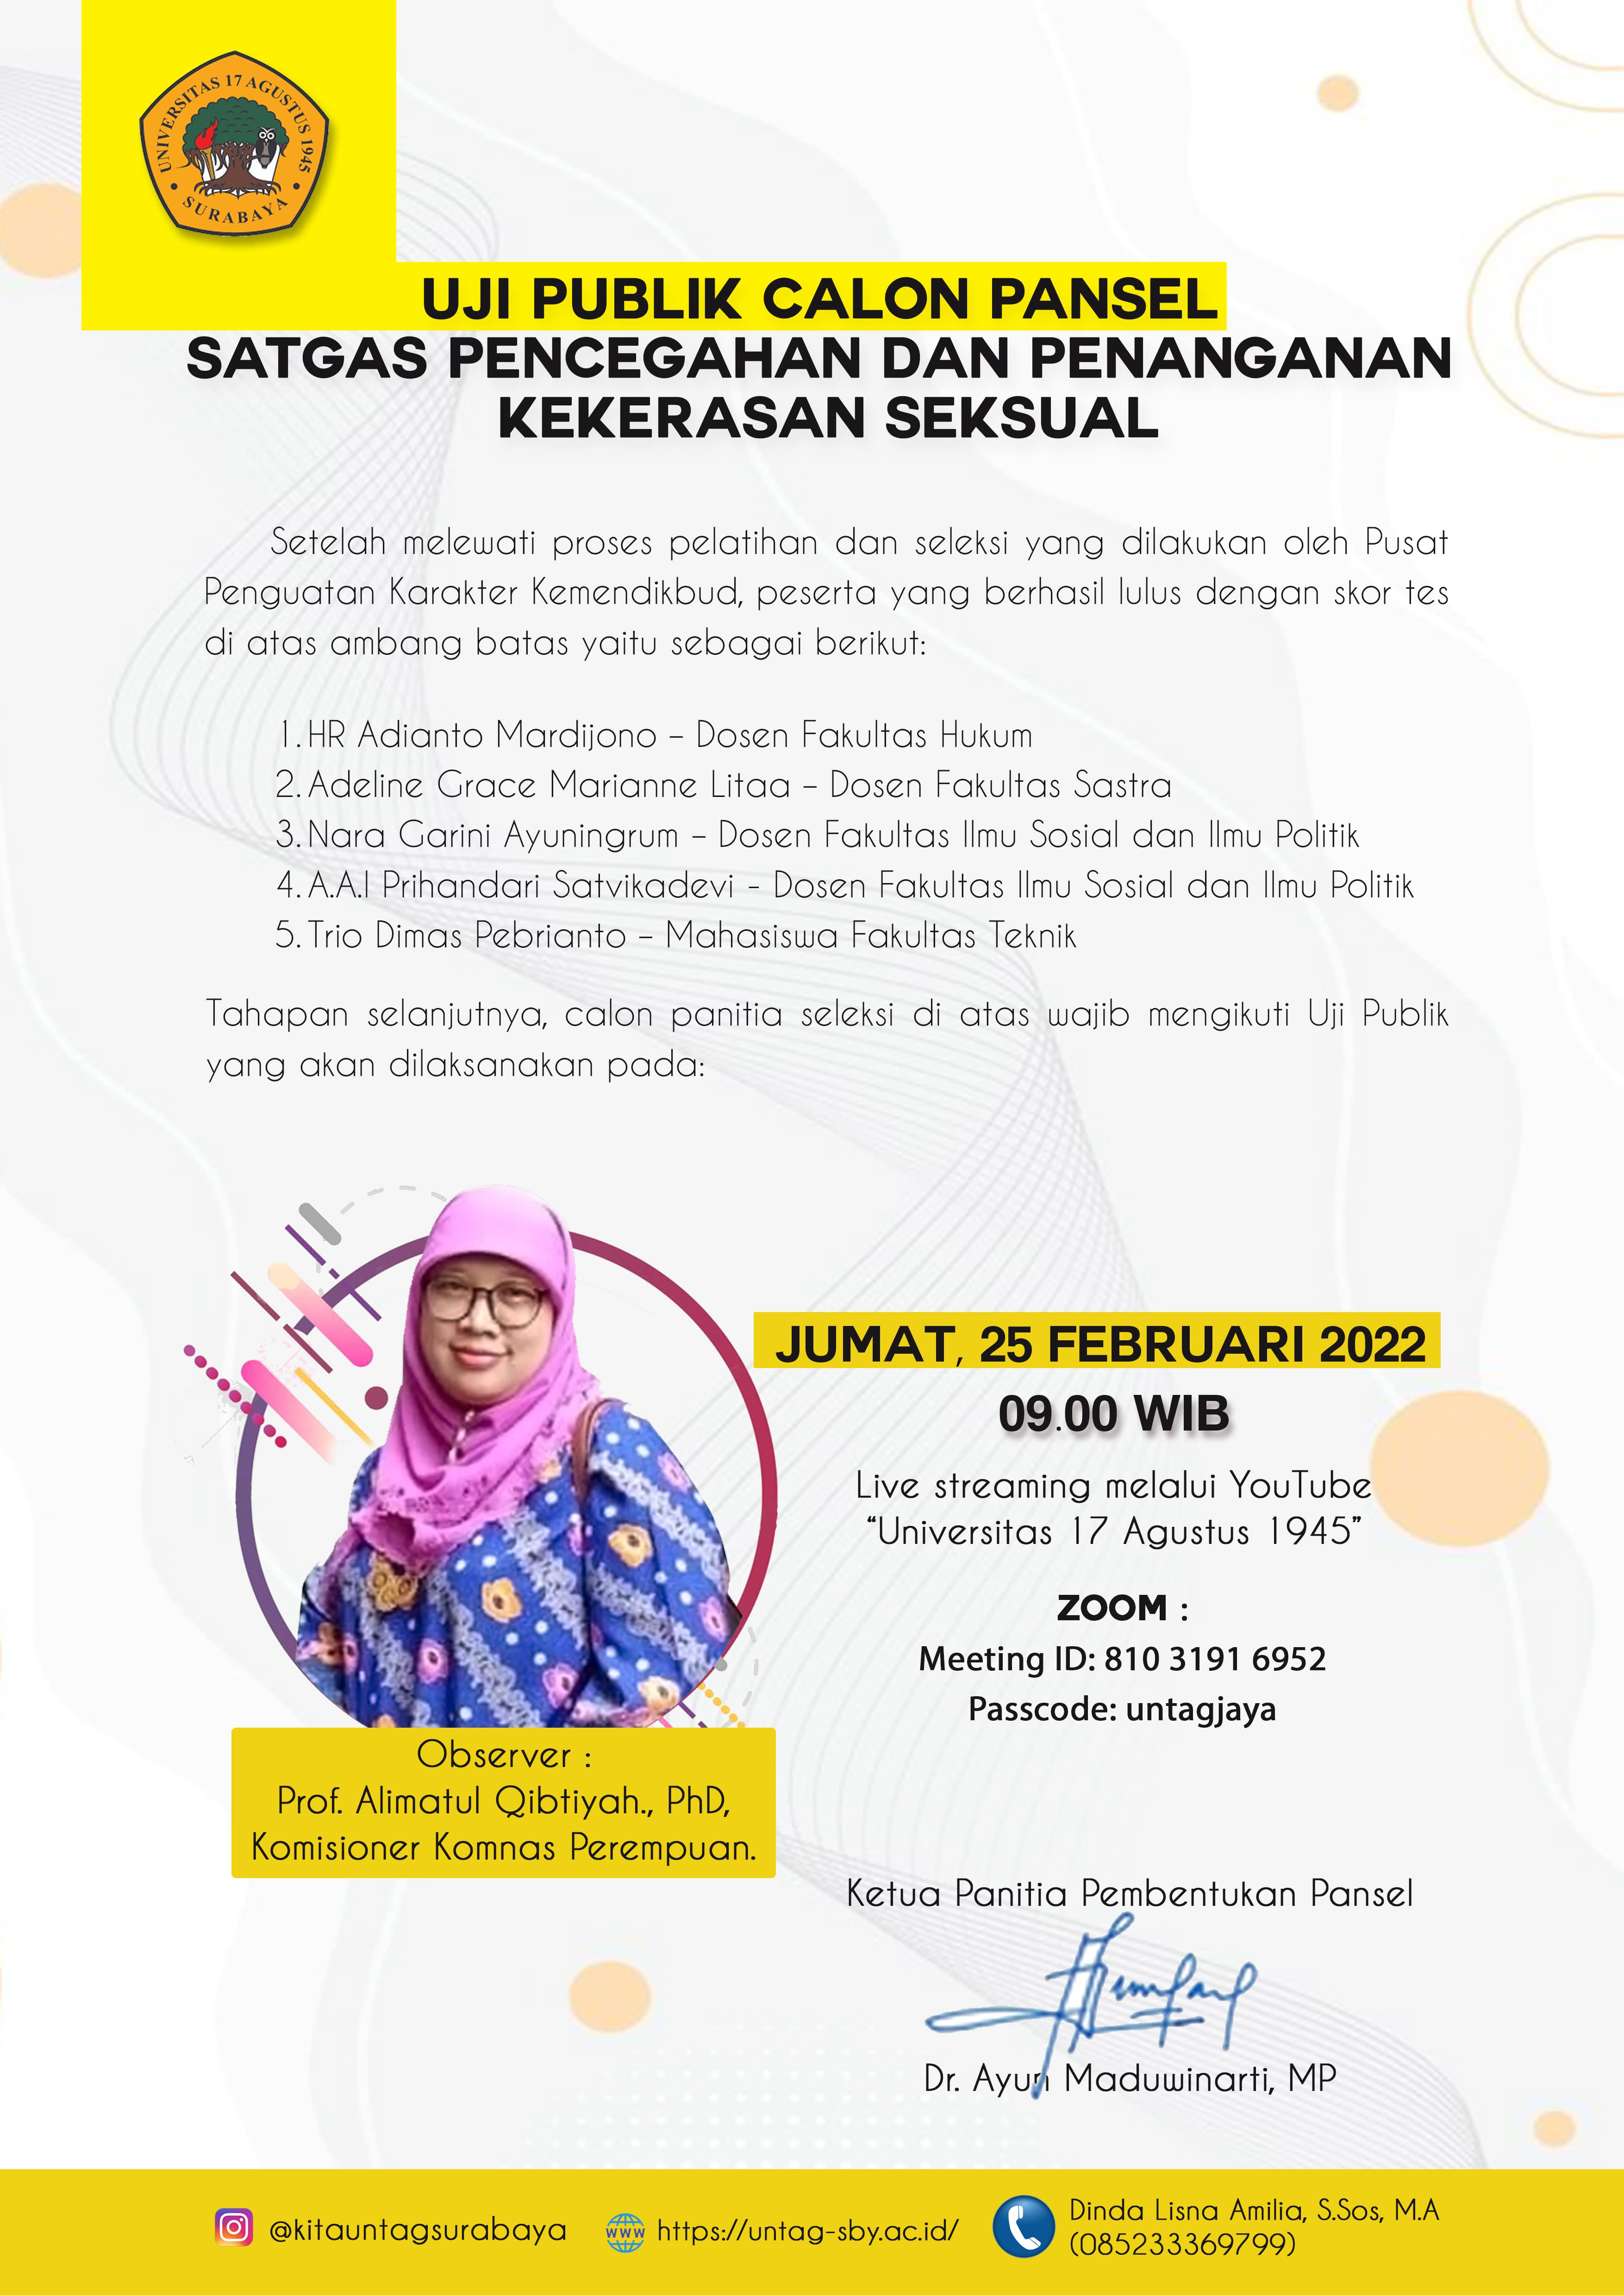 UNIVERSITAS 17 AGUSTUS 1945
SURABAYA
UJI PUBLIK CALON PANSEL
SATGAS PENCEGAHAN DAN PENANGANAN
KEKERASAN SEKSUAL
Setelah melewati proses pelatihan dan seleksi yang dilakukan oleh Pusat
Penguatan Karakter Kemendikbud, peserta yang berhasil lulus dengan skor tes
di atas ambang batas yaitu sebagai berikut:
1. HR Adianto Mardijono – Dosen Fakultas Hukum
2. Adeline Grace Marianne Litaa – Dosen Fakultas Sastra
3. Nara Garini Ayuningrum – Dosen Fakultas Ilmu Sosial dan Ilmu Politik
4. A.A.I Prihandari Satvikadevi - Dosen Fakultas Ilmu Sosial dan Ilmu Politik
5. Trio Dimas Pebrianto – Mahasiswa Fakultas Teknik
Tahapan selanjutnya, calon panitia seleksi di atas wajib mengikuti Uji Publik
yang akan dilaksanakan pada:
JUMAT, 25 FEBRUARI 2022
09.00 WIB
Live streaming melalui YouTube
“Universitas 17 Agustus 1945”
ZOOM :
Meeting ID: 810 3191 6952
Passcode: untagjaya
Observer :
Prof. Alimatul Qibtiyah., PhD,
Komisioner Komnas Perempuan.
Ketua Panitia Pembentukan Pansel
Dr. Ayun Maduwinarti, MP
@kitauntagsurabaya
www
https://untag-sby.ac.id/
Dinda Lisna Amilia, S.Sos, M.A
(085233369799)